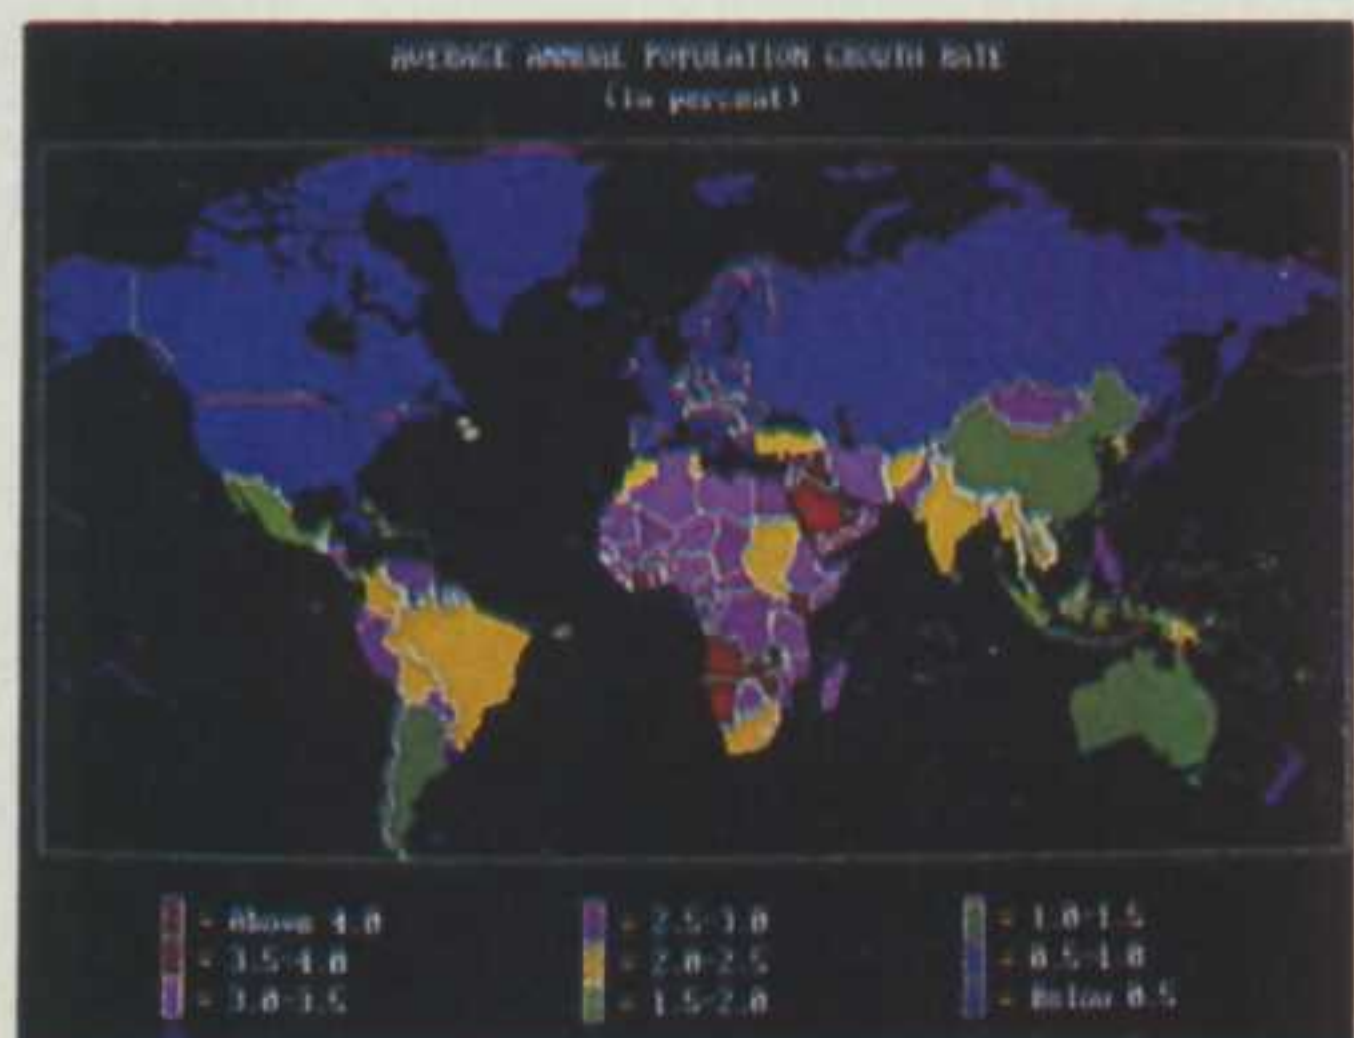 AVERAGE ANNUAL POPULATION GROWTH RATE
(in percent)
- Above 4.0
- 3.5-4.0
- 3.0-3.5
- 2.5-3.0
- 2.0-2.5
- 1.5-2.0
- 1.0-1.5
- 0.5-1.0
- Below 0.5